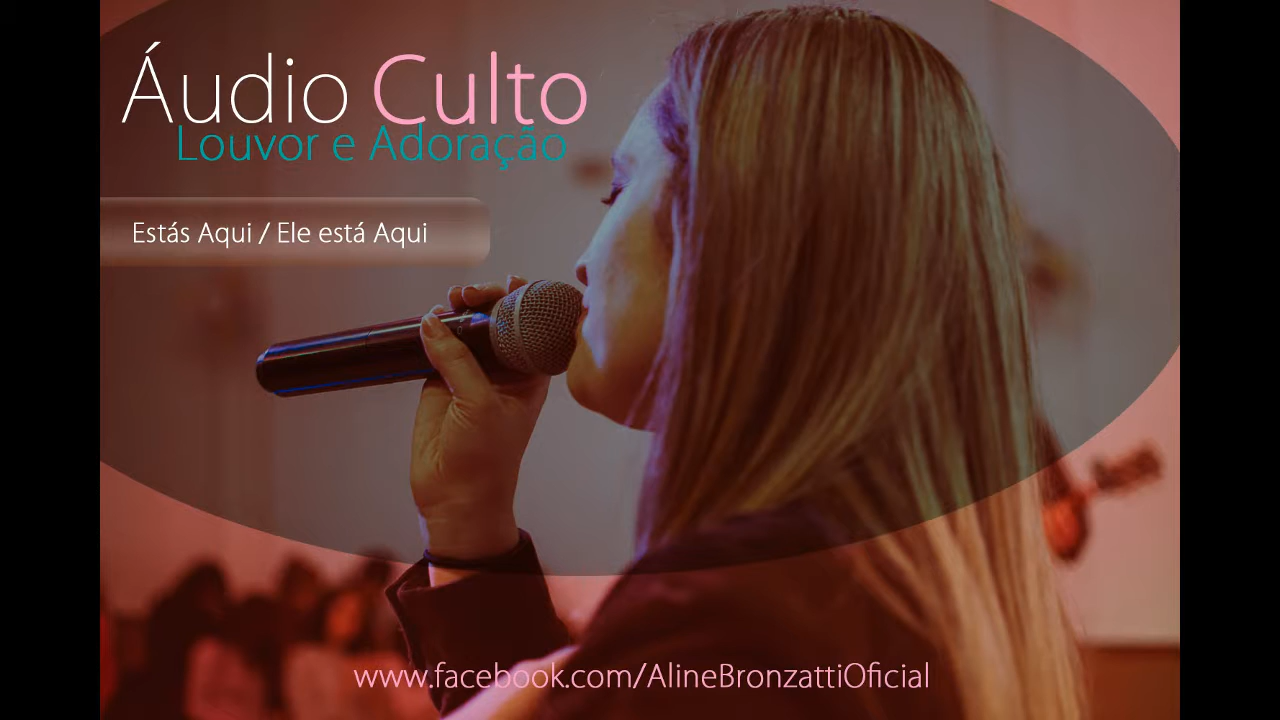 Áudio Culto
Louvor e Adoração
Estás Aqui / Ele está Aqui
www.facebook.com/AlineBronzattiOficial